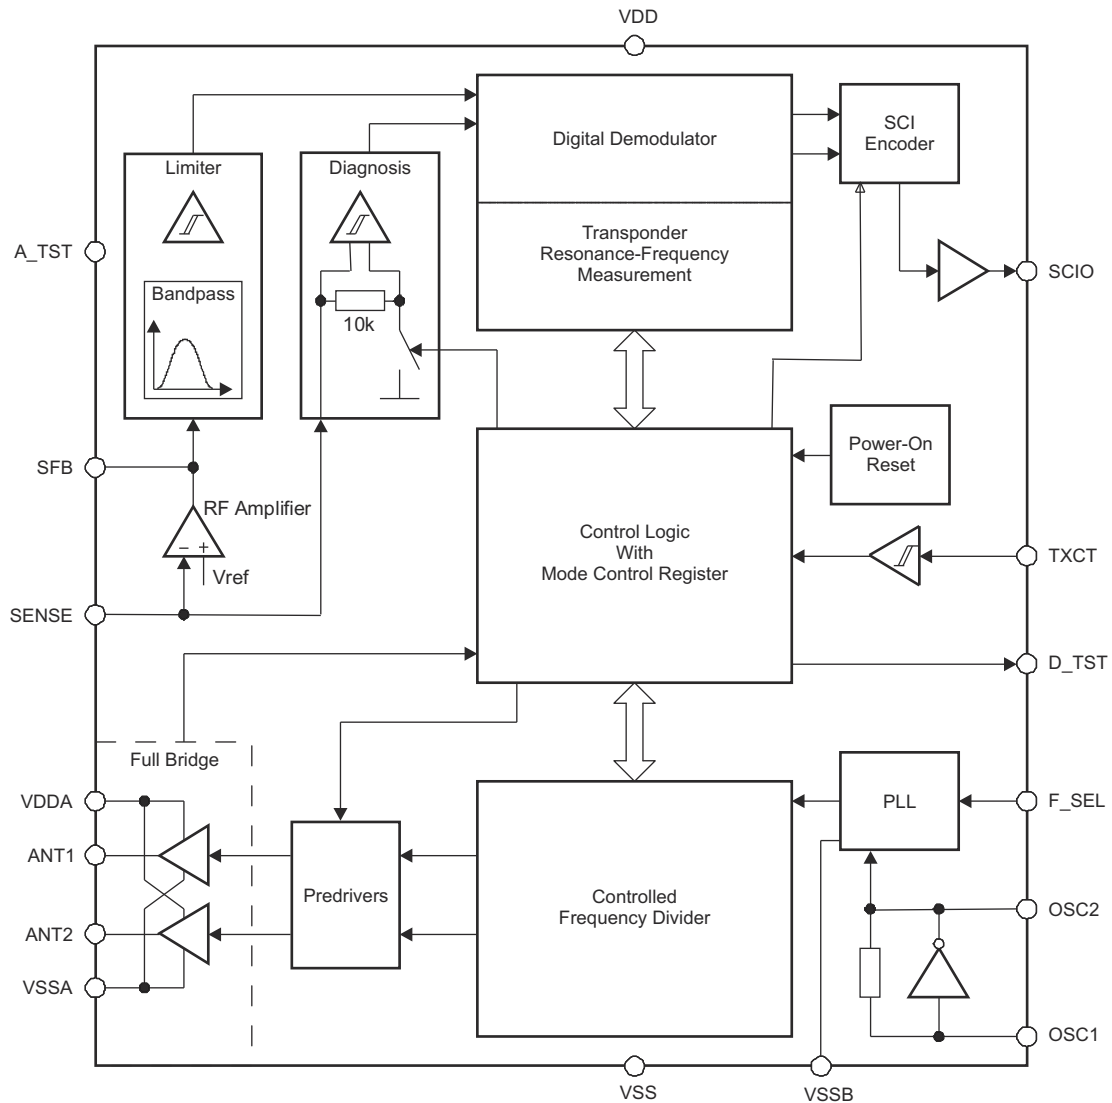 VDD
Limiter
Diagnosis
Digital Demodulator
SCI
Encoder
A_TST
Bandpass
10k
Transponder
Resonance-Frequency
Measurement
SCIO
SFB
RF Amplifier
− +
Vref
Control Logic
With
Mode Control Register
Power-On
Reset
TXCT
SENSE
D_TST
Full Bridge
VDDA
ANT1
ANT2
VSSA
Predrivers
Controlled
Frequency Divider
PLL
F_SEL
OSC2
OSC1
VSS
VSSB